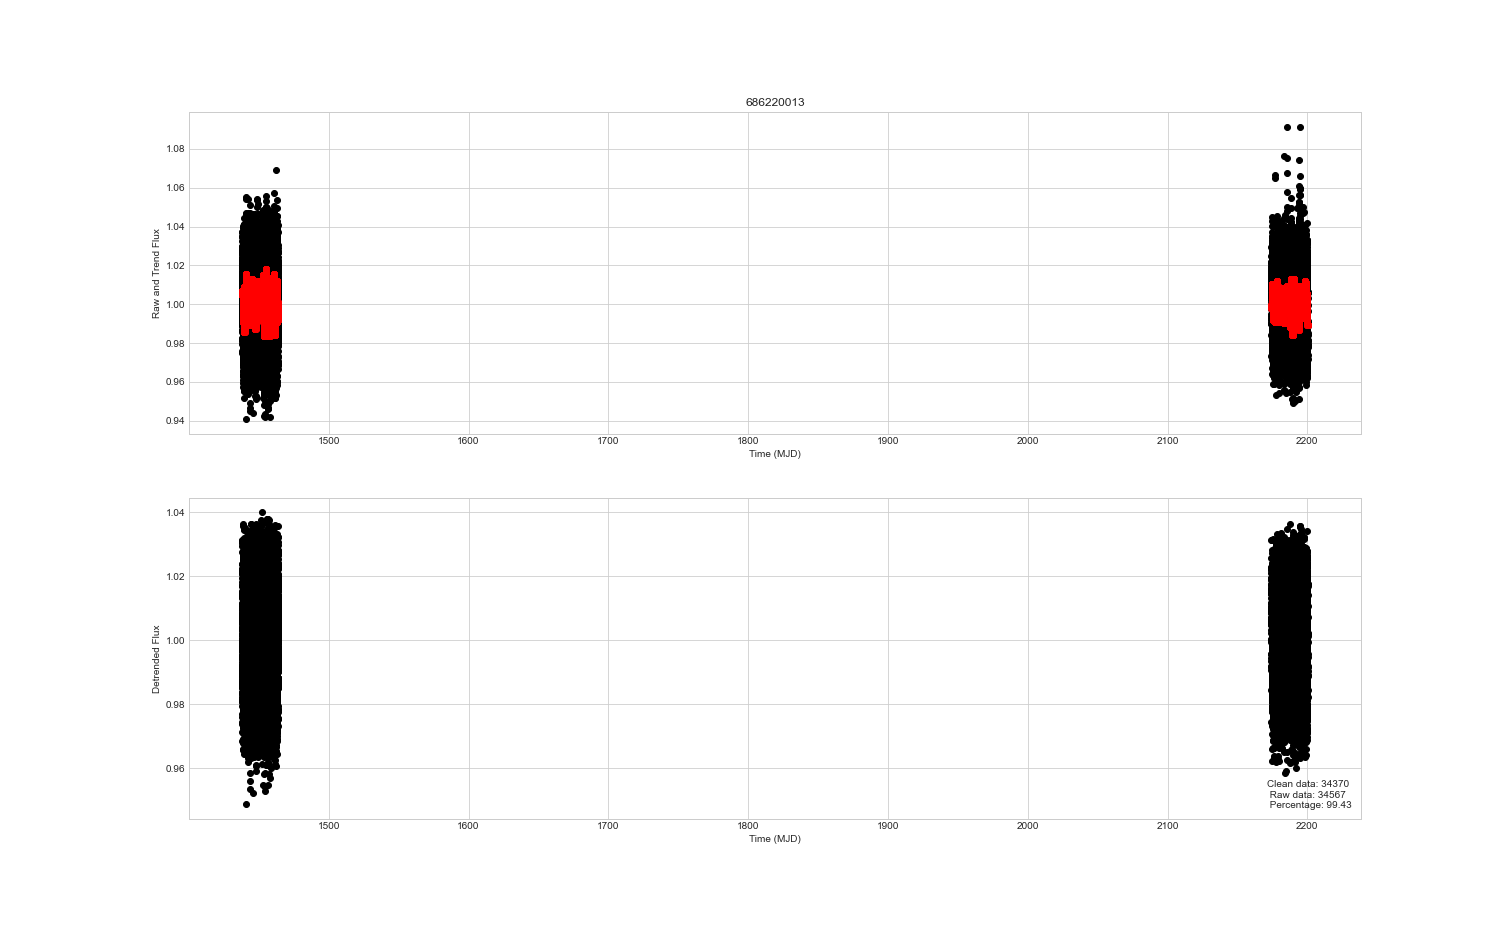 686220013
Raw and Trend Flux
1.08
1.06
1.04
1.02
1.00
0.98
0.96
0.94
1500 1600 1700 1800 1900 2000 2100 2200
Time (MJD)
Detrended Flux
1.04
1.02
1.00
0.98
0.96
Clean data: 34370
Raw data: 34567
Percentage: 99.43
1500 1600 1700 1800 1900 2000 2100 2200
Time (MJD)